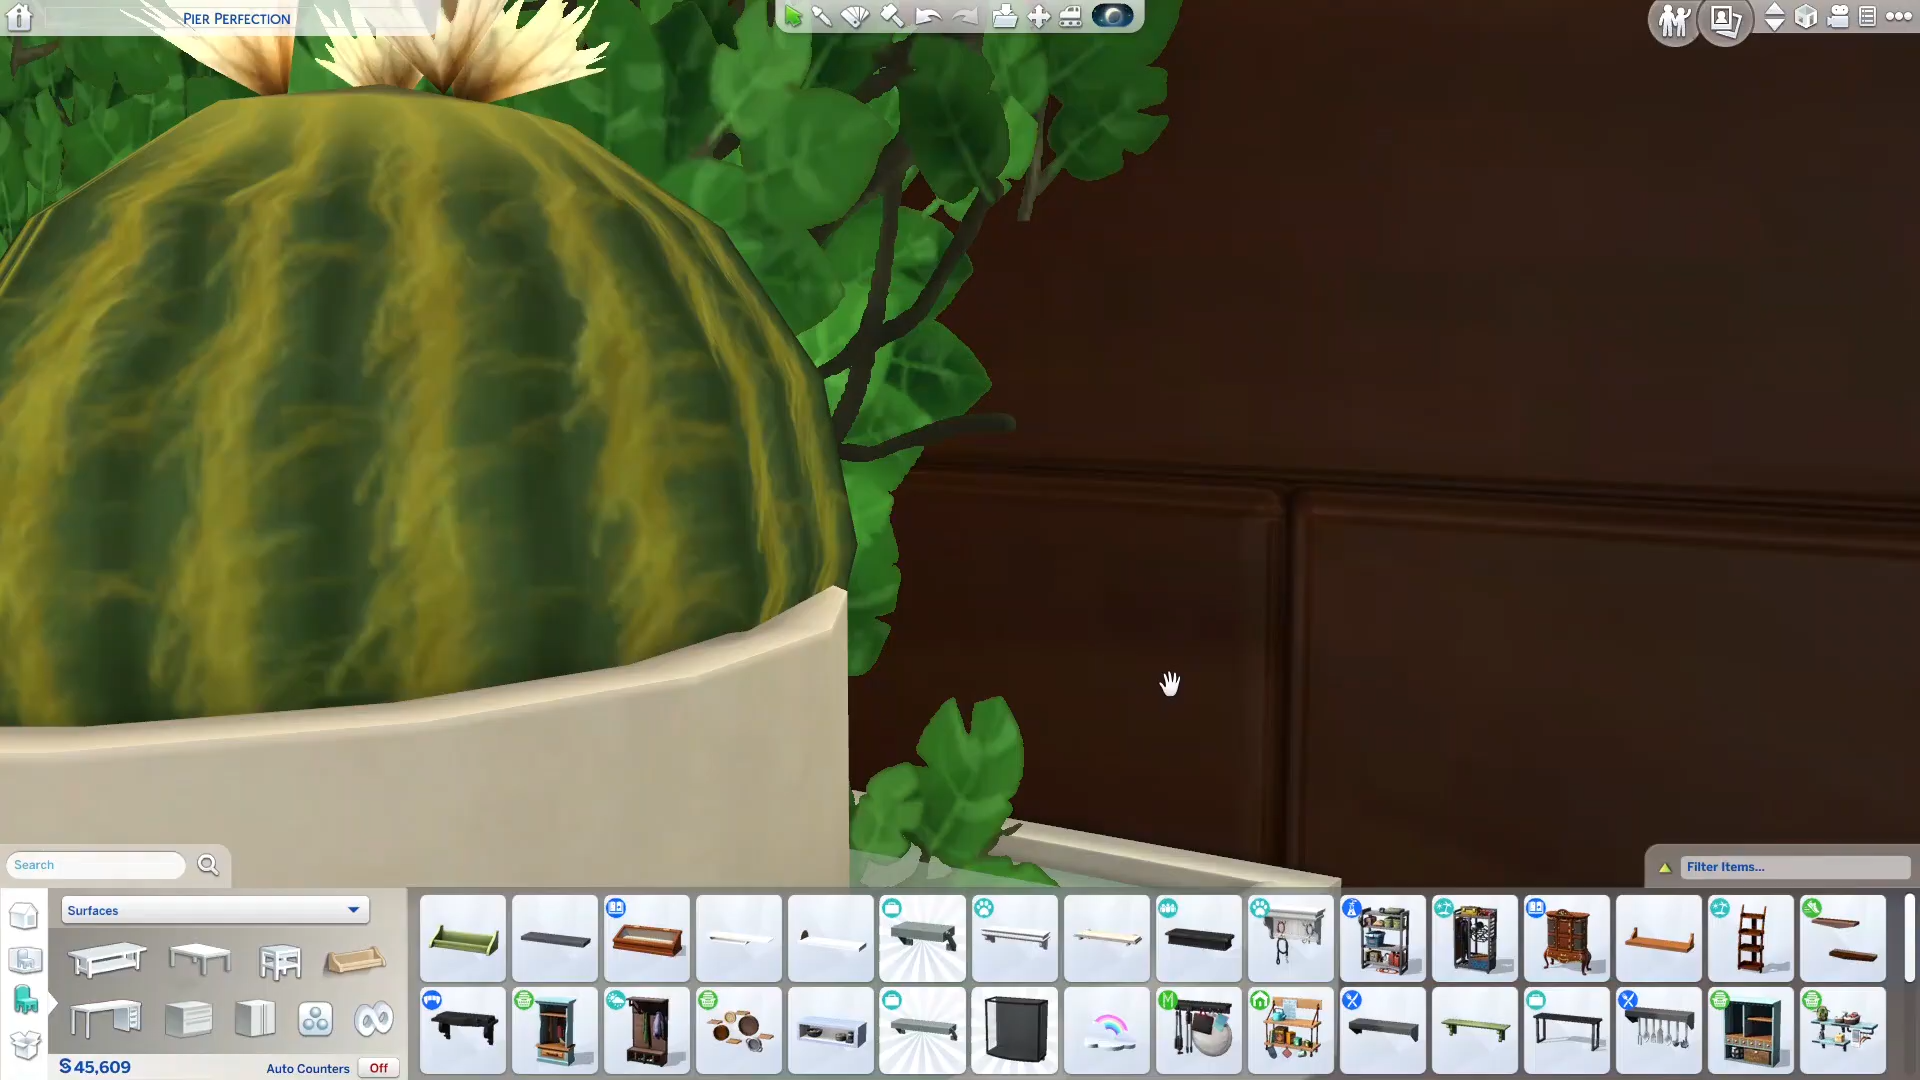 PIER PERFECTION
Search
Filter Items...
Surfaces
M
§45,609
Auto Counters
Off